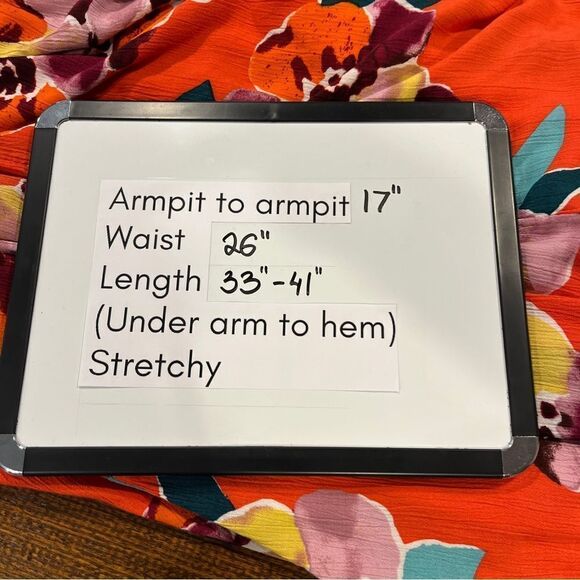 Armpit to armpit 17"
Waist 26"
Length 33"-41"
(Under arm to hem)
Stretchy